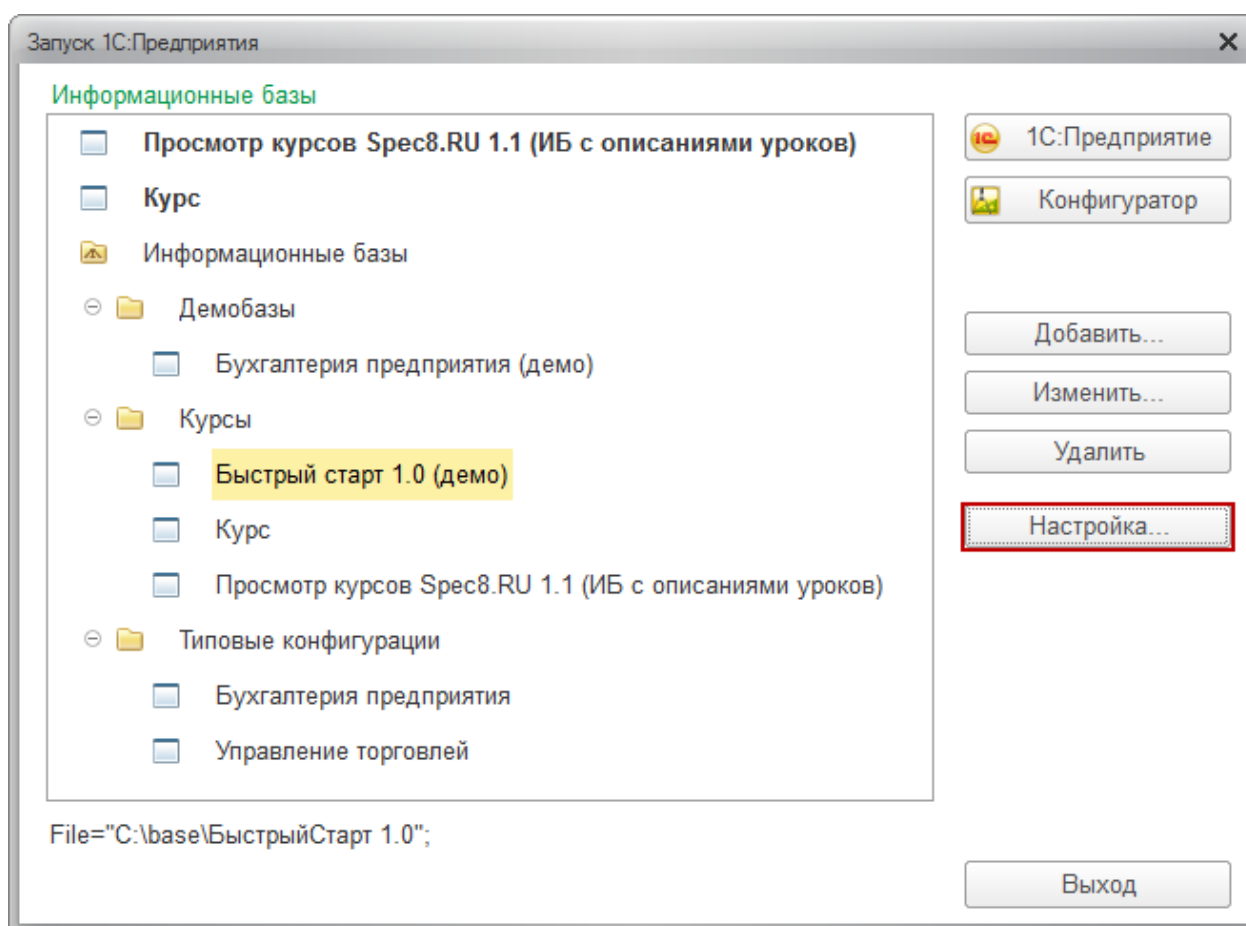 Запуск 1С:Предприятия
Информационные базы
Просмотр курсов Spec8.RU 1.1 (ИБ с описаниями уроков)
Курс
Информационные базы
Демобазы
Бухгалтерия предприятия (демо)
Курсы
Быстрый старт 1.0 (демо)
Курс
Просмотр курсов Spec8.RU 1.1 (ИБ с описаниями уроков)
Типовые конфигурации
Бухгалтерия предприятия
Управление торговлей
File="C:\base\БыстрыйСтарт 1.0";
1С:Предприятие
Конфигуратор
Добавить...
Изменить...
Удалить
Настройка...
Выход